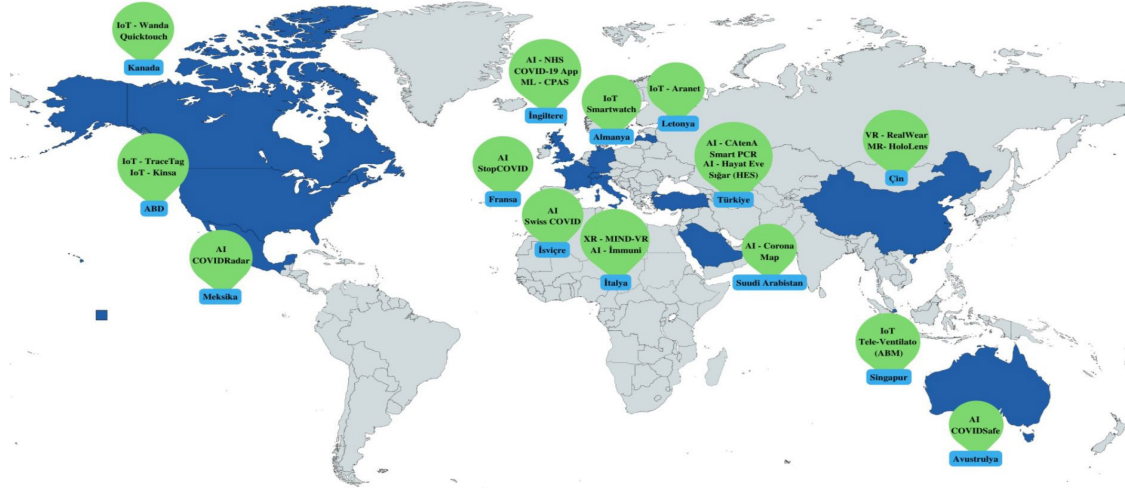 IoT - Wanda
Quicktouch
Kanada
AI - NHS
COVID-19 App
ML - CPAS
İngiltere
IoT
Smartwatch
Almanya
IoT - Aranet
Letonya
VR - RealWear
MR- HoloLens
Çin
IoT - TraceTag
IoT - Kinsa
ABD
AI
StopCOVID
Fransa
AI - CAtenA
Smart PCR
AI - Hayat Eve
Sığar (HES)
Türkiye
AI
COVIDRadar
Meksika
AI
Swiss COVID
İsviçre
XR - MIND-VR
AI - İmmuni
İtalya
AI - Corona
Map
Suudi Arabistan
IoT
Tele-Ventilato
(ABM)
Singapur
AI
COVIDSafe
Avustrulya